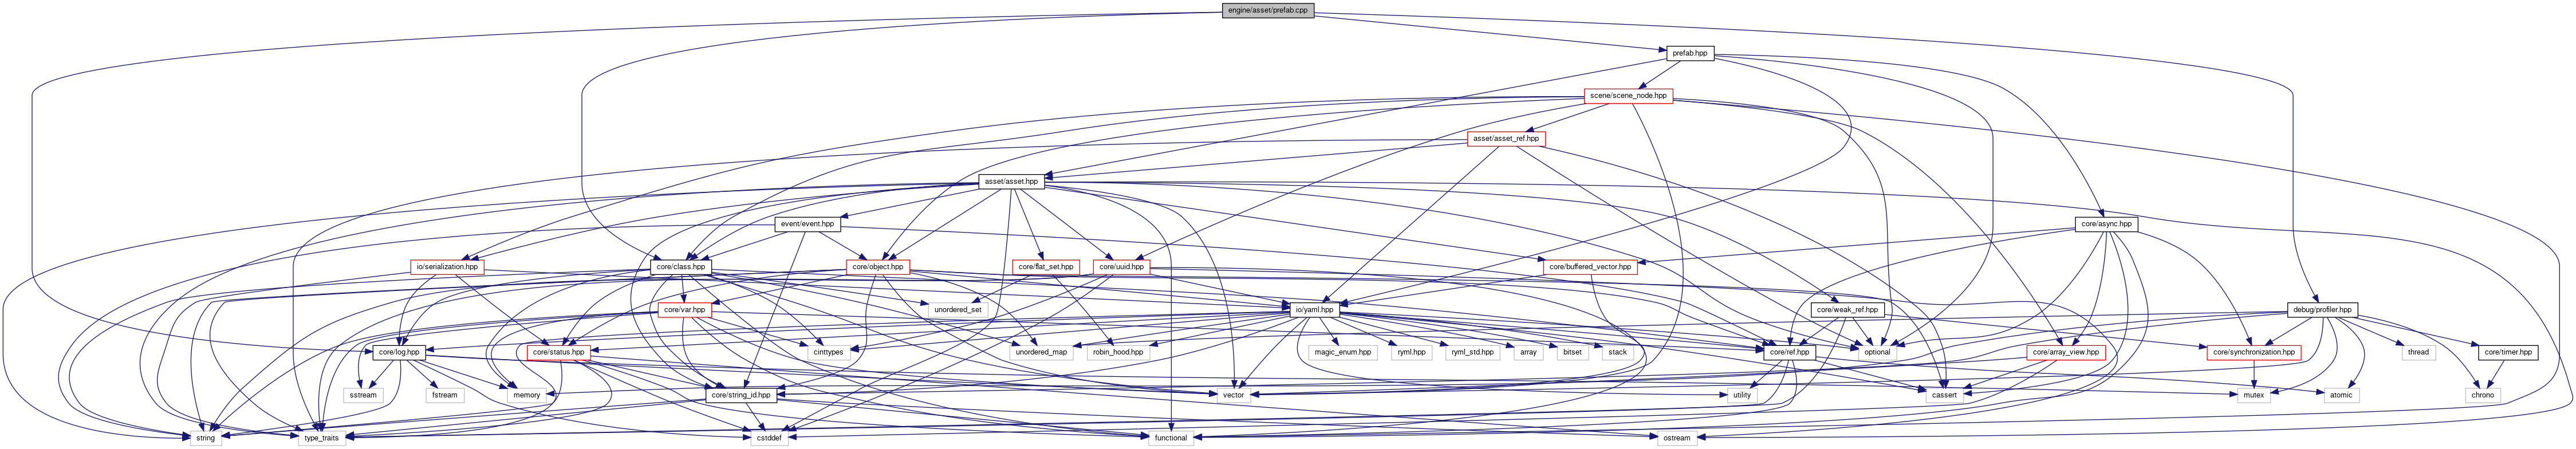 engine/asset/prefab.cpp
prefab.hpp
scene/scene_node.hpp
asset/asset_ref.hpp
asset/asset.hpp
event/event.hpp
core/async.hpp
io/serialization.hpp
core/class.hpp
core/object.hpp
core/flat_set.hpp
core/uuid.hpp
core/buffered_vector.hpp
core/var.hpp
unordered_set
io/yaml.hpp
core/weak_ref.hpp
debug/profiler.hpp
core/log.hpp
core/status.hpp
cinttypes
unordered_map
robin_hood.hpp
magic_enum.hpp
ryml.hpp
ryml_std.hpp
array
bitset
stack
core/ref.hpp
optional
core/array_view.hpp
core/synchronization.hpp
thread
core/timer.hpp
sstream
fstream
memory
core/string_id.hpp
vector
utility
cassert
mutex
atomic
chrono
string
type_traits
cstddef
functional
ostream